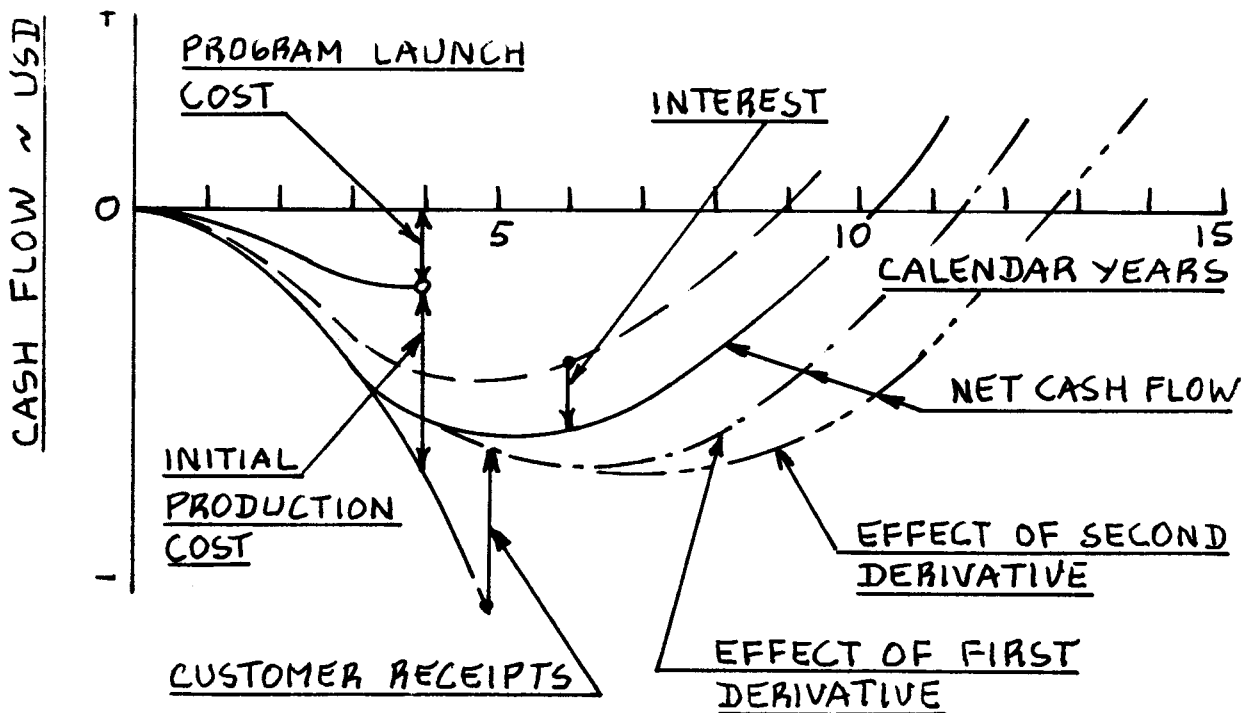 CASH FLOW ~ USD
PROGRAM LAUNCH
COST
INTEREST
0
5
10
15
CALENDAR YEARS
NET CASH FLOW
INITIAL
PRODUCTION
COST
EFFECT OF SECOND
DERIVATIVE
CUSTOMER RECEIPTS
EFFECT OF FIRST
DERIVATIVE